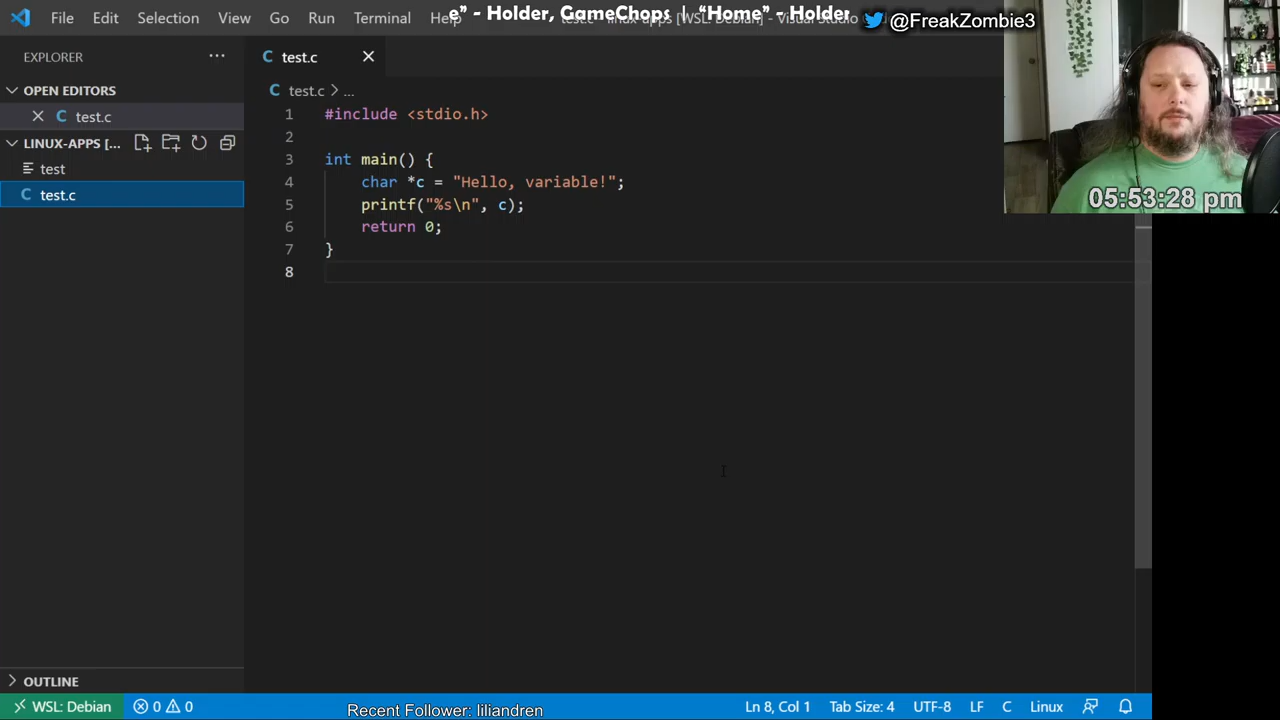 File Edit Selection View Go Run Terminal Help
e” - Holder, GameChops | “Home” - Holder
@FreakZombie3
05:53:28 pm
EXPLORER
OPEN EDITORS
test.c
LINUX-APPS [...
test
test.c
test.c
test.c > ...
1 #include <stdio.h>
2
3 int main() {
4 char *c = "Hello, variable!";
5 printf("%s\n", c);
6 return 0;
7 }
8
OUTLINE
WSL: Debian 0 0 Ln 8, Col 1 Tab Size: 4 UTF-8 LF C Linux
Recent Follower: liliandren